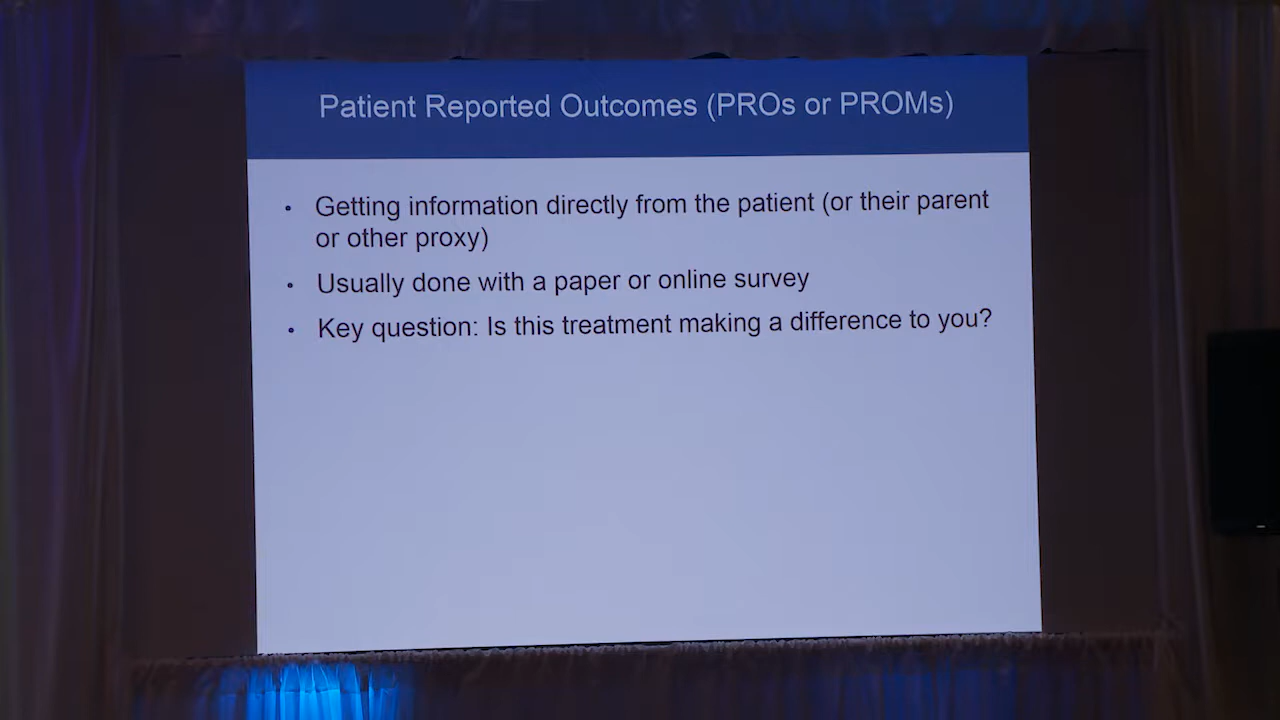 Patient Reported Outcomes (PROs or PROMs)
• Getting information directly from the patient (or their parent
or other proxy)
• Usually done with a paper or online survey
• Key question: Is this treatment making a difference to you?